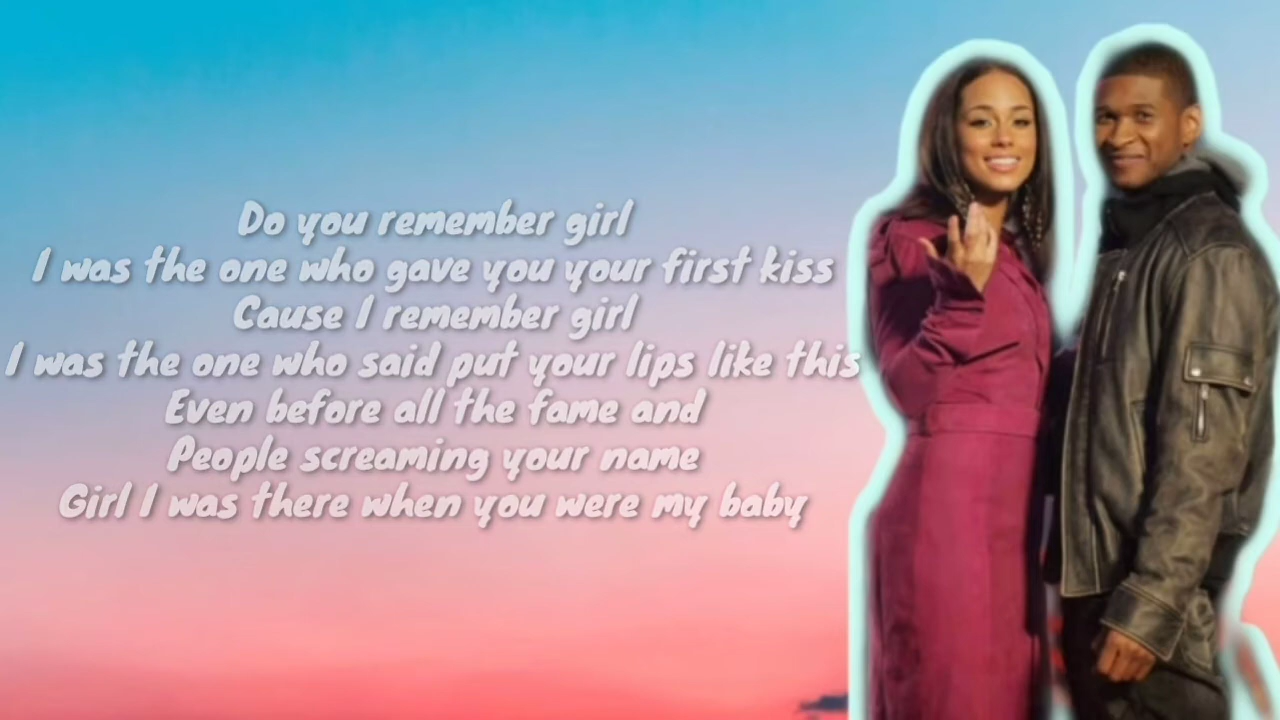 Do you remember girl
I was the one who gave you your first kiss
Cause I remember girl
I was the one who said put your lips like this
Even before all the fame and
People screaming your name
Girl I was there when you were my baby